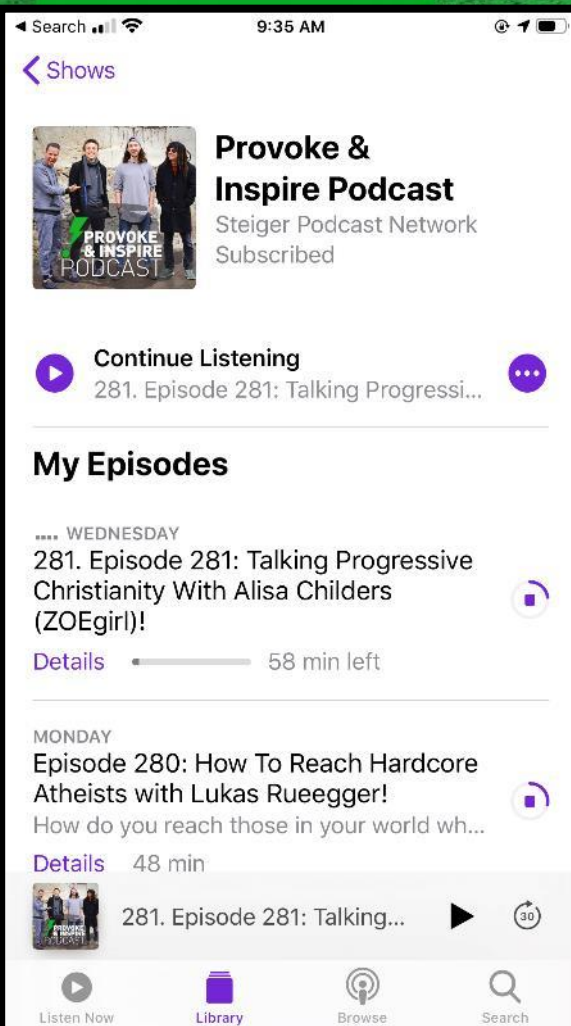 Search
9:35 AM
Shows
PROVOKE
& INSPIRE
PODCAST
Provoke &
Inspire Podcast
Steiger Podcast Network
Subscribed
Continue Listening
281. Episode 281: Talking Progressi...
My Episodes
WEDNESDAY
281. Episode 281: Talking Progressive
Christianity With Alisa Childers
(ZOEgirl)!
Details 58 min left
MONDAY
Episode 280: How To Reach Hardcore
Atheists with Lukas Rueegger!
How do you reach those in your world wh...
Details 48 min
PROVOKE
& INSPIRE
PODCAST
281. Episode 281: Talking...
30
Listen Now Library Browse Search